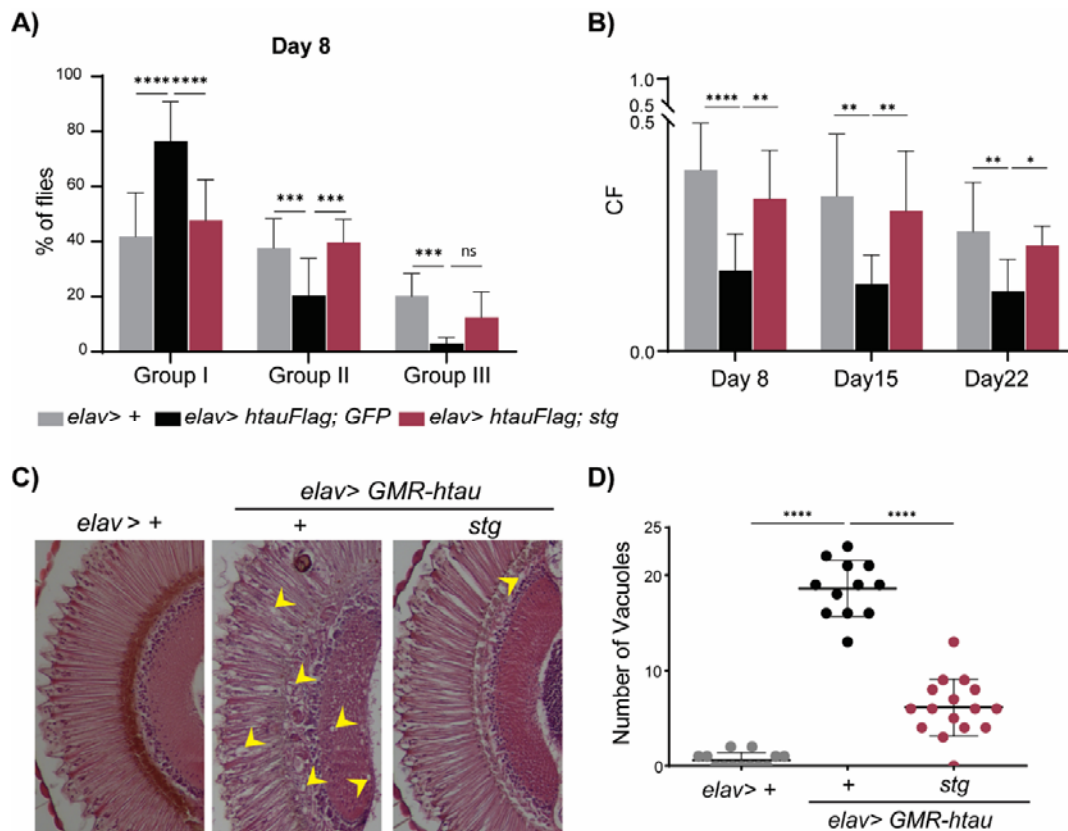 A)
Day 8
% of flies
100
80
60
40
20
0
**** ****
*** ***
*** ns
Group I Group II Group III
B)
CF
1.0
0.5
0.5
0.0
**** **
** **
** *
Day 8 Day15 Day22
elav> + elav> htauFlag; GFP elav> htauFlag; stg
C)
elav> GMR-htau
elav > + + stg
D)
Number of Vacuoles
25
20
15
10
5
0
**** ****
elav> + + stg
elav> GMR-htau